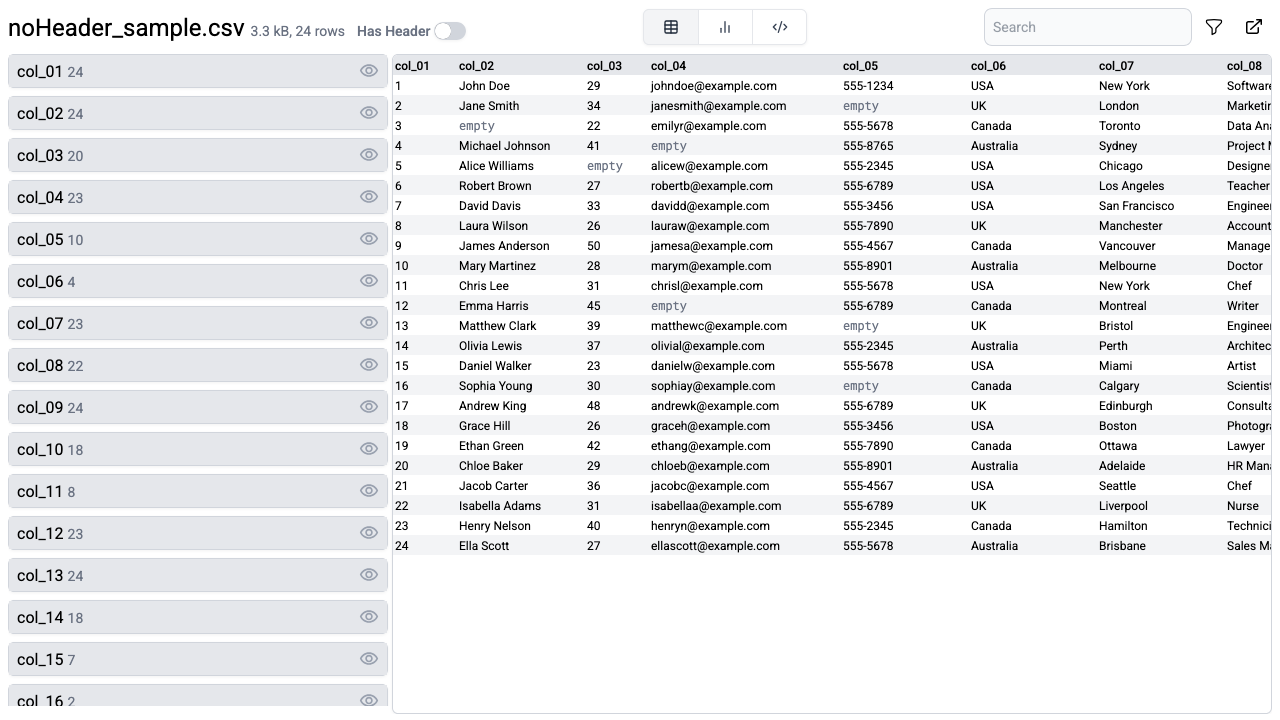 noHeader_sample.csv 3.3 kB, 24 rows Has Header
Search
col_01 24
col_02 24
col_03 20
col_04 23
col_05 10
col_06 4
col_07 23
col_08 22
col_09 24
col_10 18
col_11 8
col_12 23
col_13 24
col_14 18
col_15 7
col_16 2
col_01 col_02 col_03 col_04 col_05 col_06 col_07 col_08
1 John Doe 29 johndoe@example.com 555-1234 USA New York Softwar
2 Jane Smith 34 janesmith@example.com empty UK London Marketin
3 empty 22 emilyr@example.com 555-5678 Canada Toronto Data An
4 Michael Johnson 41 empty 555-8765 Australia Sydney Project M
5 Alice Williams empty alicew@example.com 555-2345 USA Chicago Designe
6 Robert Brown 27 robertb@example.com 555-6789 USA Los Angeles Teacher
7 David Davis 33 davidd@example.com 555-3456 USA San Francisco Enginee
8 Laura Wilson 26 lauraw@example.com 555-7890 UK Manchester Account
9 James Anderson 50 jamesa@example.com 555-4567 Canada Vancouver Manage
10 Mary Martinez 28 marym@example.com 555-8901 Australia Melbourne Doctor
11 Chris Lee 31 chrisl@example.com 555-5678 USA New York Chef
12 Emma Harris 45 empty 555-6789 Canada Montreal Writer
13 Matthew Clark 39 matthewc@example.com empty UK Bristol Enginee
14 Olivia Lewis 37 olivial@example.com 555-2345 Australia Perth Architec
15 Daniel Walker 23 danielw@example.com 555-5678 USA Miami Artist
16 Sophia Young 30 sophiay@example.com empty Canada Calgary Scientist
17 Andrew King 48 andrewk@example.com 555-6789 UK Edinburgh Consulta
18 Grace Hill 26 graceh@example.com 555-3456 USA Boston Photogra
19 Ethan Green 42 ethang@example.com 555-7890 Canada Ottawa Lawyer
20 Chloe Baker 29 chloeb@example.com 555-8901 Australia Adelaide HR Man
21 Jacob Carter 36 jacobc@example.com 555-4567 USA Seattle Chef
22 Isabella Adams 31 isabellaa@example.com 555-6789 UK Liverpool Nurse
23 Henry Nelson 40 henryn@example.com 555-2345 Canada Hamilton Technici
24 Ella Scott 27 ellascott@example.com 555-5678 Australia Brisbane Sales M